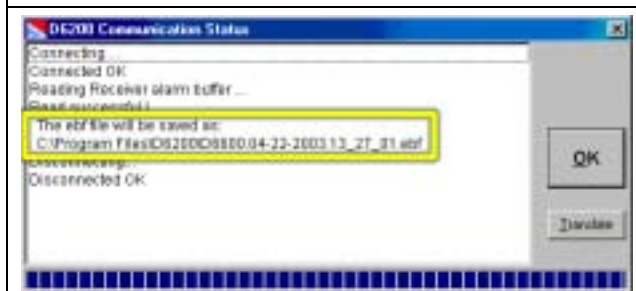 D6200 Communication Status
Connecting...
Connected OK
Reading Receiver alarm buffer ...
Read successful !
The ebf file will be saved as:
C:\Program Files\D6200\D6600.04-22-2003.13_27_01.ebf
Disconnecting...
Disconnected OK
OK
Translate